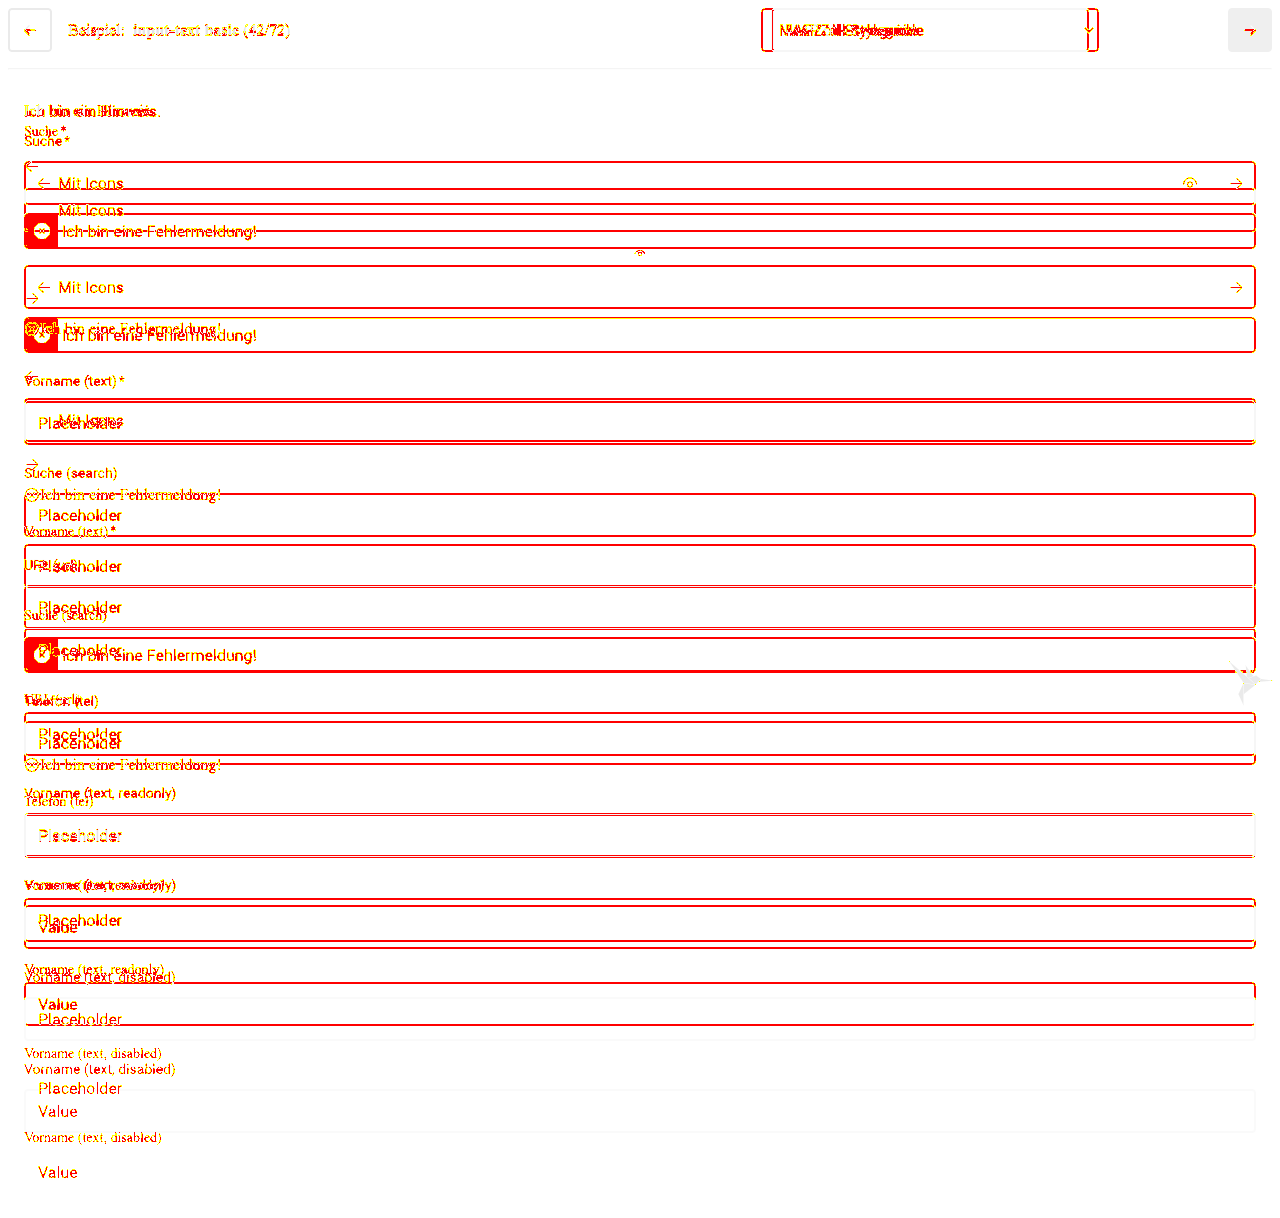 Beispiel: Input-text basic (42/72)
Ich bin ein Hinweis.
Suche *
Suche *
Mit Icons
Mit Icons
Ich bin eine Fehlermeldung!
Mit Icons
Ich bin eine Fehlermeldung!
Ich bin eine Fehlermeldung!
Vorname (text) *
Mit Icons
Placeholder
Suche (search)
Ich bin eine Fehlermeldung!
Placeholder
Vorname (text) *
Placeholder
Placeholder
Suche (search)
Placeholder
Ich bin eine Fehlermeldung!
Telefon (tel)
Placeholder
Placeholder
Ich bin eine Fehlermeldung!
Vorname (text, readonly)
Telefon (tel)
Placeholder
Vorname (text, readonly)
Placeholder
Value
Vorname (text, readonly)
Vorname (text, disabled)
Value
Placeholder
Vorname (text, disabled)
Vorname (text, disabled)
Placeholder
Value
Vorname (text, disabled)
Value